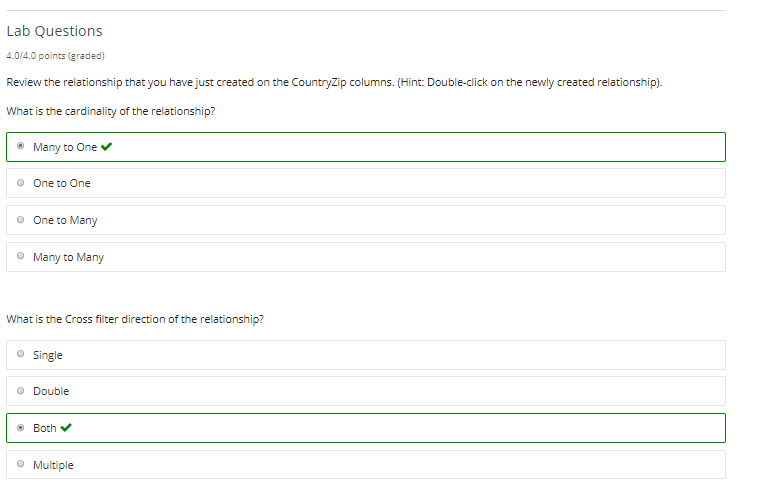 Lab Questions
4.0/4.0 points (graded)
Review the relationship that you have just created on the CountryZip columns. (Hint: Double-click on the newly created relationship).
What is the cardinality of the relationship?
Many to One
One to One
One to Many
Many to Many
What is the Cross filter direction of the relationship?
Single
Double
Both
Multiple